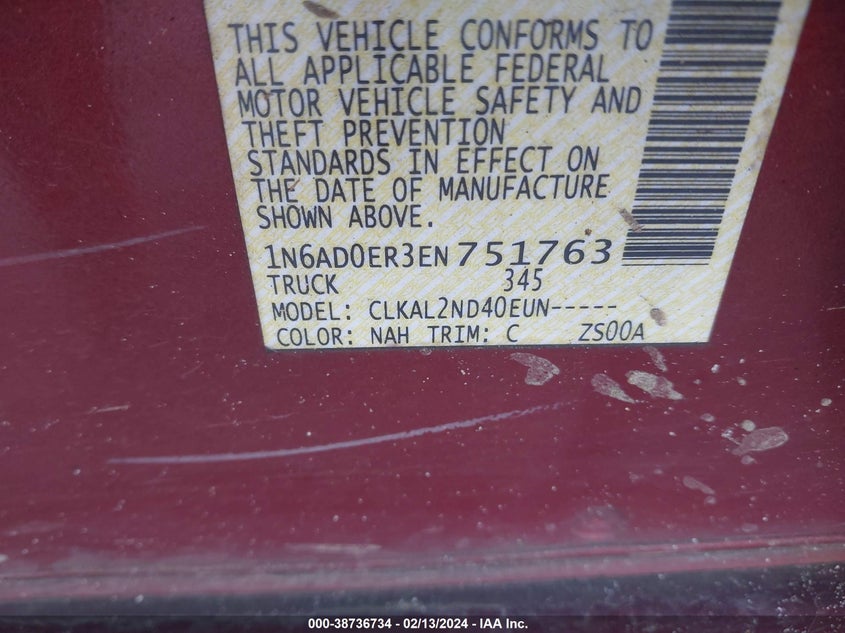 THIS VEHICLE CONFORMS TO
ALL APPLICABLE FEDERAL
MOTOR VEHICLE SAFETY AND
THEFT PREVENTION
STANDARDS IN EFFECT ON
THE DATE OF MANUFACTURE
SHOWN ABOVE.
1N6AD0ER3EN751763
TRUCK 345
MODEL: CLKAL2ND40EUN-----
COLOR: NAH TRIM: C ZS00A
000-38736734 - 02/13/2024 - IAA Inc.